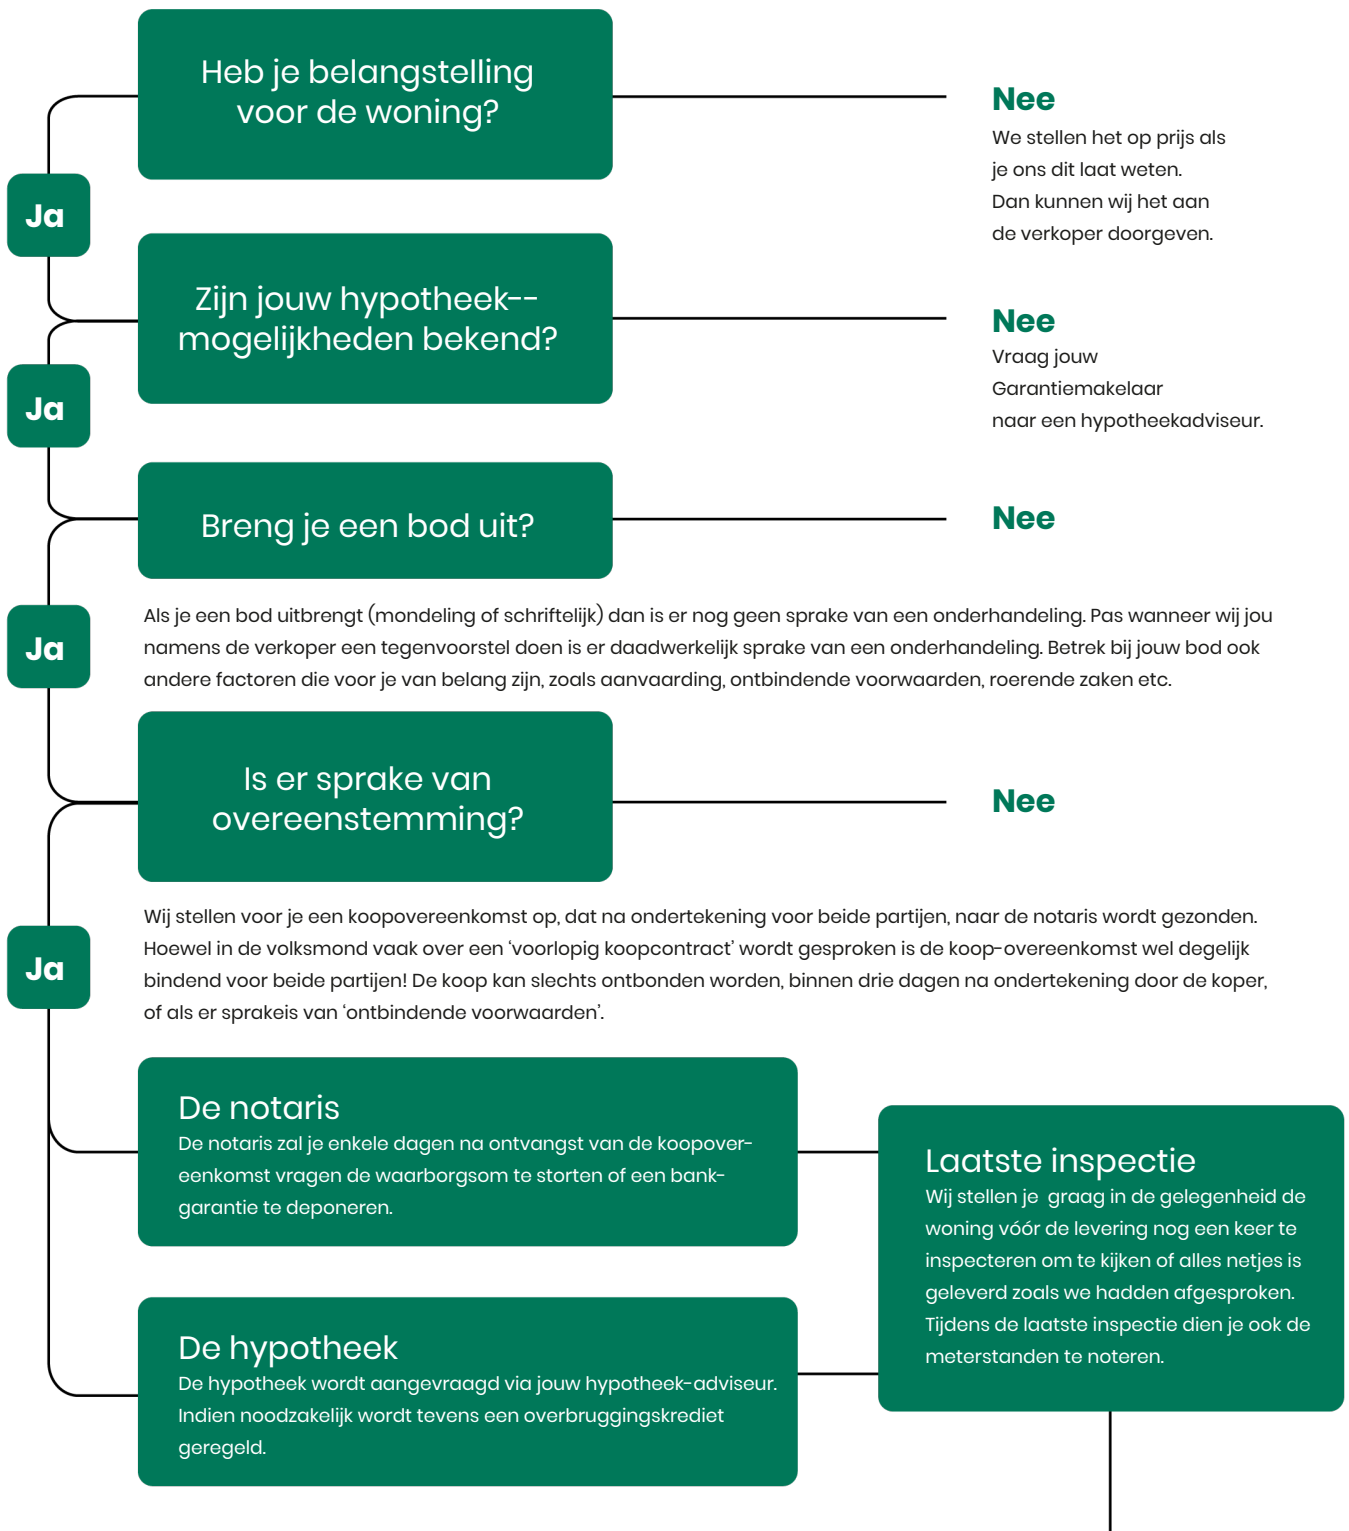 Heb je belangstelling
voor de woning?
Nee
We stellen het op prijs als
je ons dit laat weten.
Dan kunnen wij het aan
de verkoper doorgeven.
Ja
Zijn jouw hypotheek--
mogelijkheden bekend?
Nee
Vraag jouw
Garantiemakelaar
naar een hypotheekadviseur.
Ja
Breng je een bod uit?
Nee
Als je een bod uitbrengt (mondeling of schriftelijk) dan is er nog geen sprake van een onderhandeling. Pas wanneer wij jou
namens de verkoper een tegenvoorstel doen is er daadwerkelijk sprake van een onderhandeling. Betrek bij jouw bod ook
andere factoren die voor je van belang zijn, zoals aanvaarding, ontbindende voorwaarden, roerende zaken etc.
Ja
Is er sprake van
overeenstemming?
Nee
Wij stellen voor je een koopovereenkomst op, dat na ondertekening voor beide partijen, naar de notaris wordt gezonden.
Hoewel in de volksmond vaak over een ‘voorlopig koopcontract’ wordt gesproken is de koop-overeenkomst wel degelijk
bindend voor beide partijen! De koop kan slechts ontbonden worden, binnen drie dagen na ondertekening door de koper,
of als er sprakeis van ‘ontbindende voorwaarden’.
Ja
De notaris
De notaris zal je enkele dagen na ontvangst van de koopover-
eenkomst vragen de waarborgsom te storten of een bank-
garantie te deponeren.
Laatste inspectie
Wij stellen je  graag in de gelegenheid de
woning vóór de levering nog een keer te
inspecteren om te kijken of alles netjes is
geleverd zoals we hadden afgesproken.
Tijdens de laatste inspectie dien je ook de
meterstanden te noteren.
De hypotheek
De hypotheek wordt aangevraagd via jouw hypotheek-adviseur.
Indien noodzakelijk wordt tevens een overbruggingskrediet
geregeld.